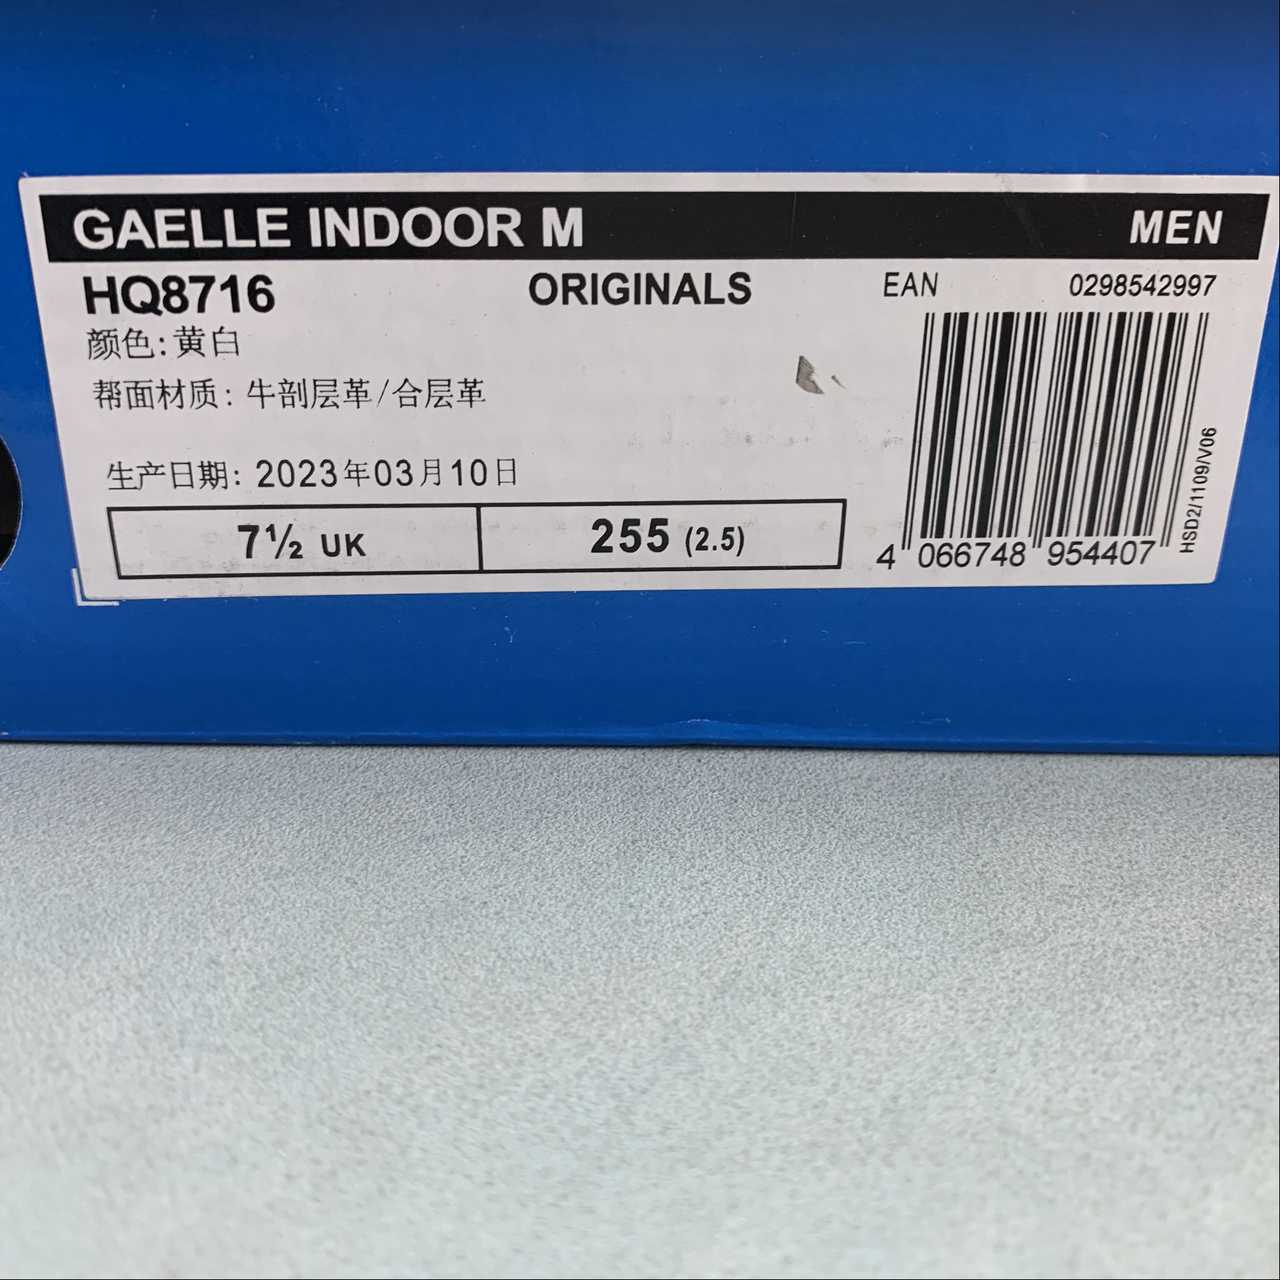 GAELLE INDOOR M MEN
HQ8716 ORIGINALS EAN 0298542997
颜色:黄白
帮面材质: 牛剖层革/合层革
生产日期: 2023年03月10日
7½ UK 255 (2.5)
4 066748 954407
HSD2/1109/V06